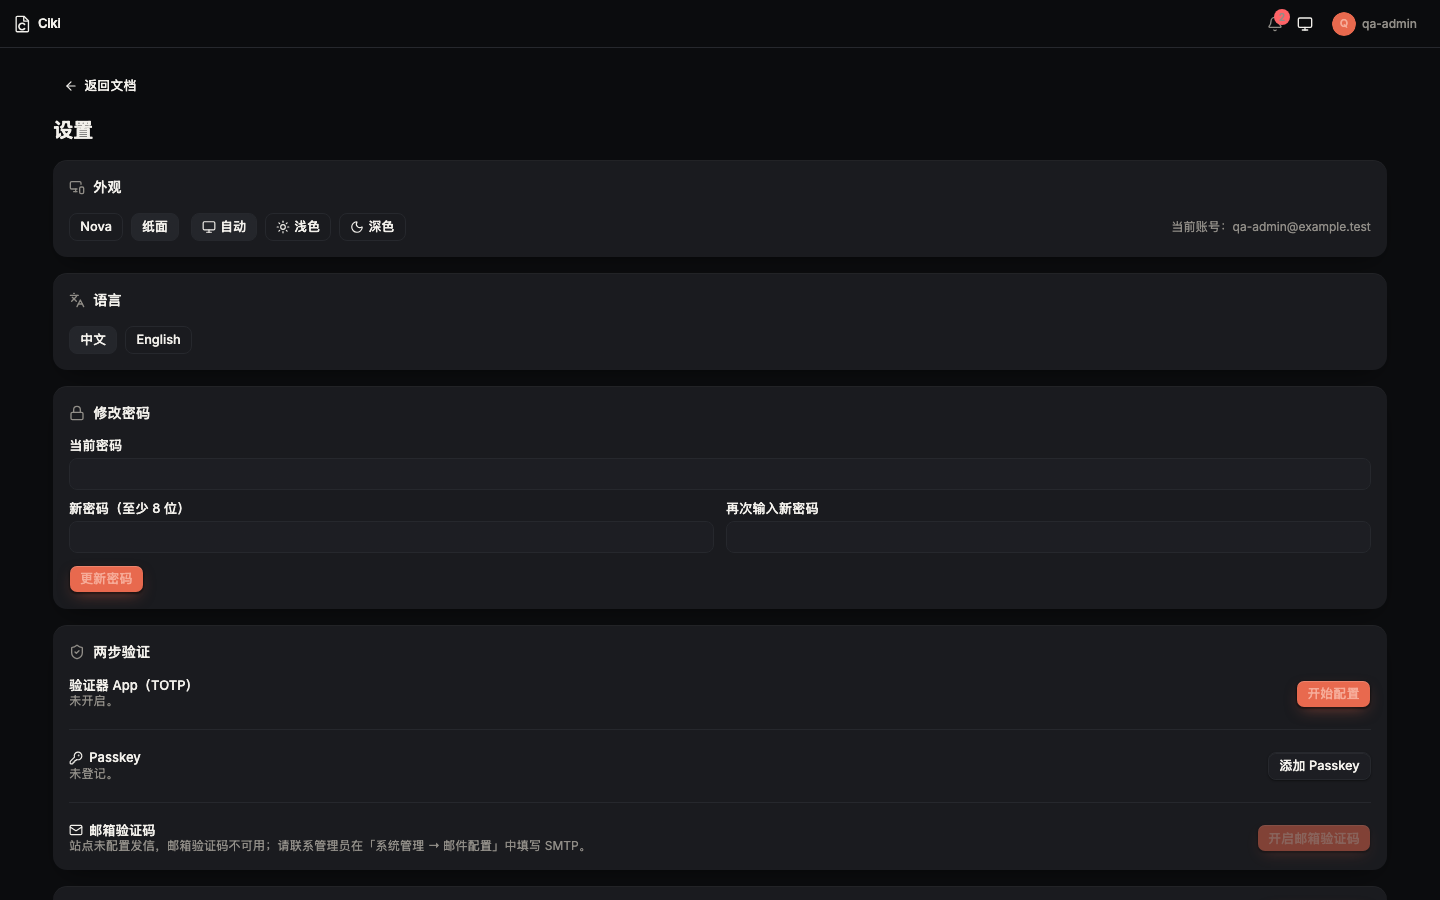 Ciki
Q qa-admin
返回文档
设置
外观
Nova 纸面 自动 浅色 深色 当前账号：qa-admin@example.test
语言
中文 English
修改密码
当前密码
新密码（至少 8 位） 再次输入新密码
更新密码
两步验证
验证器 App（TOTP）
未开启。
开始配置
Passkey
未登记。
添加 Passkey
邮箱验证码
站点未配置发信，邮箱验证码不可用；请联系管理员在「系统管理 → 邮件配置」中填写 SMTP。
开启邮箱验证码